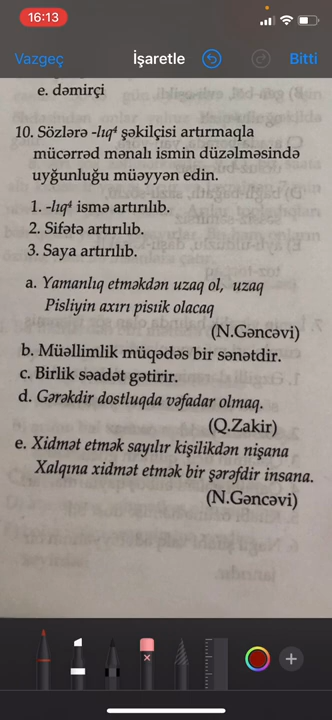 16:13
Vazgeç
İşaretle
Bitti
e. dəmirçi
10. Sözlərə -lıq⁴ şəkilçisi artırmaqla
mücərrəd mənalı ismin düzəlməsində
uyğunluğu müəyyən edin.
1. -lıq⁴ ismə artırılıb.
2. Sifətə artırılıb.
3. Saya artırılıb.
a. Yamanlıq etməkdən uzaq ol, uzaq
Pisliyin axırı pislik olacaq
(N.Gəncəvi)
b. Müəllimlik müqədəs bir sənətdir.
c. Birlik səadət gətirir.
d. Gərəkdir dostluqda vəfadar olmaq.
(Q.Zakir)
e. Xidmət etmək sayılır kişilikdən nişana
Xalqına xidmət etmək bir şərəfdir insana.
(N.Gəncəvi)